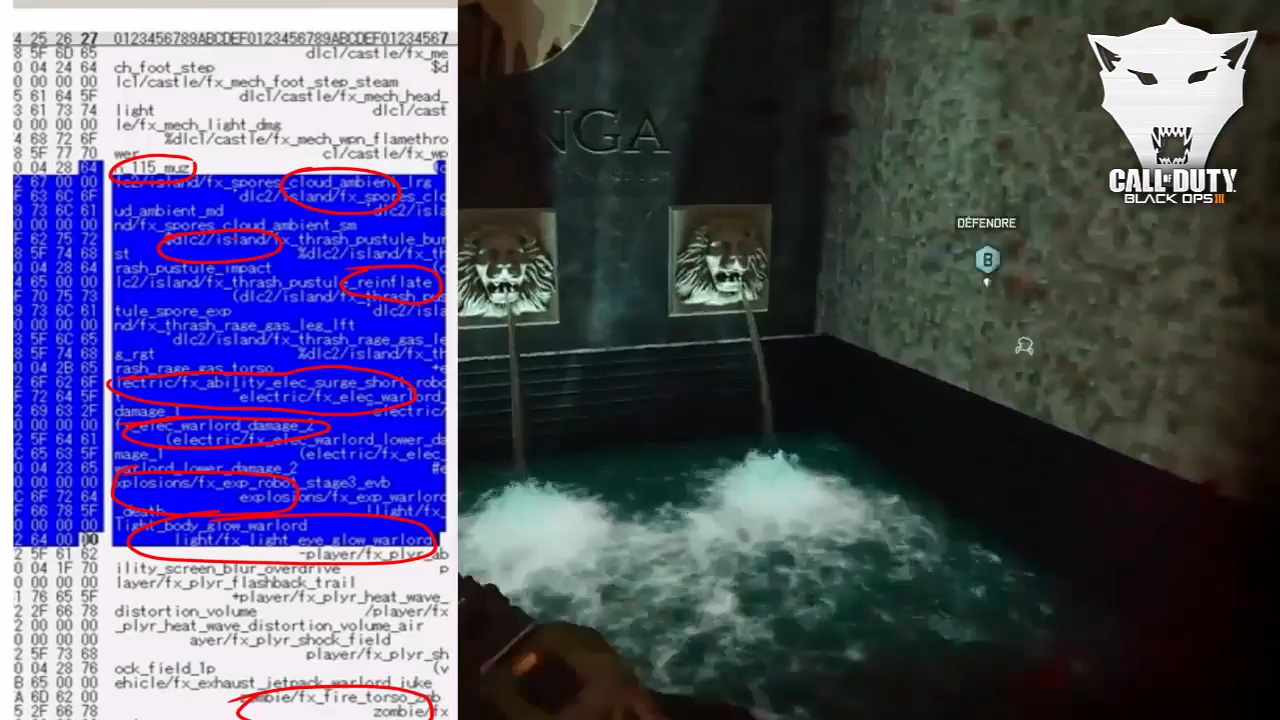 4 25 26 27 0123456789ABCDEF0123456789ABCDEF01234567
8 5F 6D 65 dlc1/castle/fx_me
0 04 24 64 ch_foot_step $d
00 00 00 lc1/castle/fx_mech_foot_step_steam
5 61 64 5F dlc1/castle/fx_mech_head_
3 61 73 74 light dlc1/cast
00 00 00 le/fx_mech_light_dmg
4 68 72 6F %dlc1/castle/fx_mech_wpn_flamethro
8 5F 77 70 wer c1/castle/fx_wp
0 04 28 64 n_115_muz
2 67 00 00 lc2/island/fx_spores_cloud_ambient_lrg
F 63 6C 6F dlc2/island/fx_spores_clo
9 73 6C 61 ud_ambient_md dlc2/isla
00 00 00 nd/fx_spores_cloud_ambient_sm
F 62 75 72 %dlc2/island/fx_thrash_pustule_bur
8 5F 74 68 st %dlc2/island/fx_th
0 04 28 64 rash_pustule_impact (d
4 65 00 00 lc2/island/fx_thrash_pustule_reinflate
F 70 75 73 (dlc2/island/fx_thrash_pus
9 73 6C 61 tule_spore_exp dlc2/isla
00 00 00 nd/fx_thrash_rage_gas_leg_lft
3 5F 6C 65 dlc2/island/fx_thrash_rage_gas_le
8 5F 74 68 g_rgt %dlc2/island/fx_th
0 04 2B 65 rash_rage_gas_torso +e
2 6F 62 6F lectric/fx_ability_elec_surge_short_robo
F 72 64 5F t electric/fx_elec_warlord_
2 69 63 2F damage_1 electric/
00 00 00 fx_elec_warlord_damage_2
2 5F 64 61 (electric/fx_elec_warlord_lower_da
C 65 63 5F mage_1 (electric/fx_elec_
0 04 23 65 warlord_lower_damage_2 #e
00 00 00 xplosions/fx_exp_robot_stage3_evb
C 6F 72 64 explosions/fx_exp_warlord
F 66 78 5F _death light/fx_
00 00 00 light_body_glow_warlord
2 64 00 00 light/fx_light_eye_glow_warlord
2 5F 61 62 ~player/fx_plyr_ab
0 04 1F 70 ility_screen_blur_overdrive p
00 00 00 layer/fx_plyr_flashback_trail
1 76 65 5F +player/fx_plyr_heat_wave_
2 2F 66 78 distortion_volume /player/fx
2 00 00 00 _plyr_heat_wave_distortion_volume_air
00 00 00 ayer/fx_plyr_shock_field
2 5F 73 68 player/fx_plyr_sh
0 04 28 76 ock_field_1p (v
B 65 00 00 ehicle/fx_exhaust_jetpack_warlord_juke
A 6D 62 00 zombie/fx_fire_torso_zmb
5 2F 66 78 zombie/fx
NGA
DÉFENDRE
B
CALL OF DUTY
BLACK OPS III